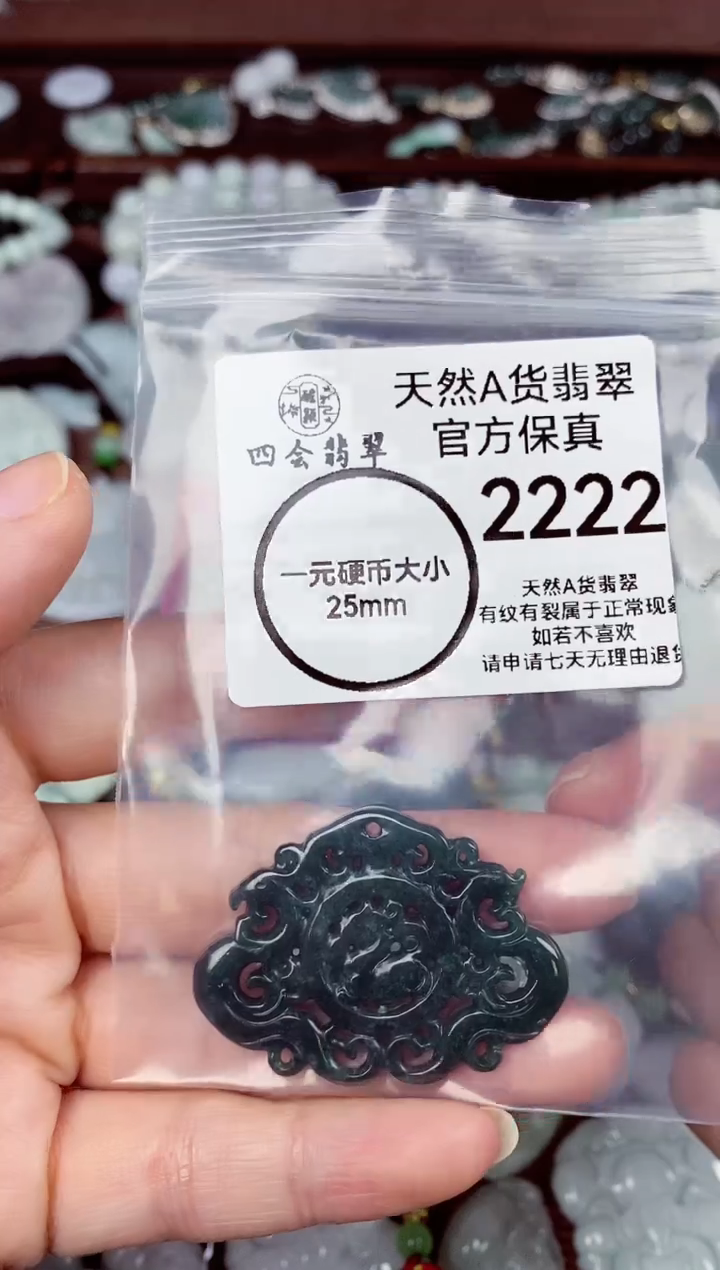 天然A货翡翠
官方保真
四会翡翠
2222
一元硬币大小
25mm
天然A货翡翠
有纹有裂属于正常现象
如若不喜欢
请申请七天无理由退货